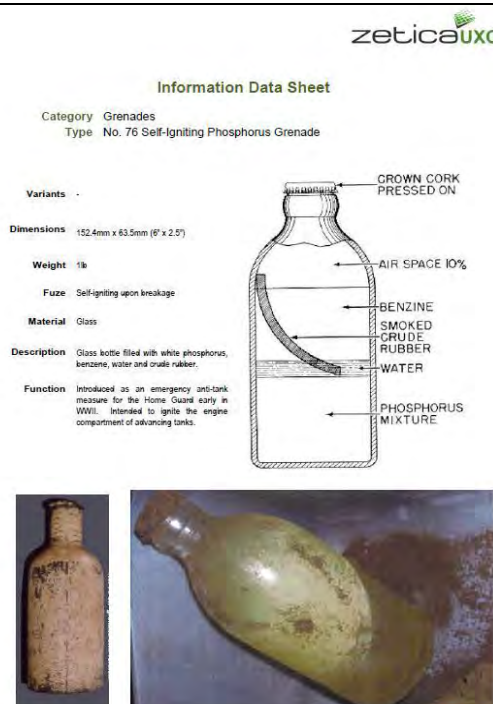 zeticauxo
Information Data Sheet
Category Grenades
Type No. 76 Self-Igniting Phosphorus Grenade
Variants -
Dimensions 152.4mm x 63.5mm (6" x 2.5")
Weight 1lb
Fuze Self-igniting upon breakage
Material Glass
Description Glass bottle filled with white phosphorus,
benzene, water and crude rubber.
Function Introduced as an emergency anti-tank
measure for the Home Guard early in
WWII. Intended to ignite the engine
compartment of advancing tanks.
CROWN CORK
PRESSED ON
AIR SPACE 10%
BENZINE
SMOKED
CRUDE
RUBBER
WATER
PHOSPHORUS
MIXTURE